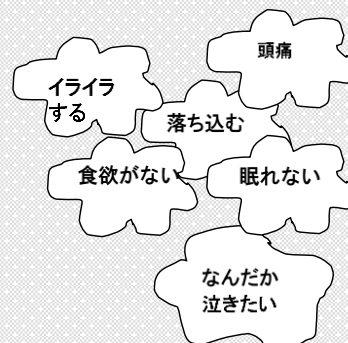 頭痛
イライラ
する
落ち込む
食欲がない
眠れない
なんだか
泣きたい